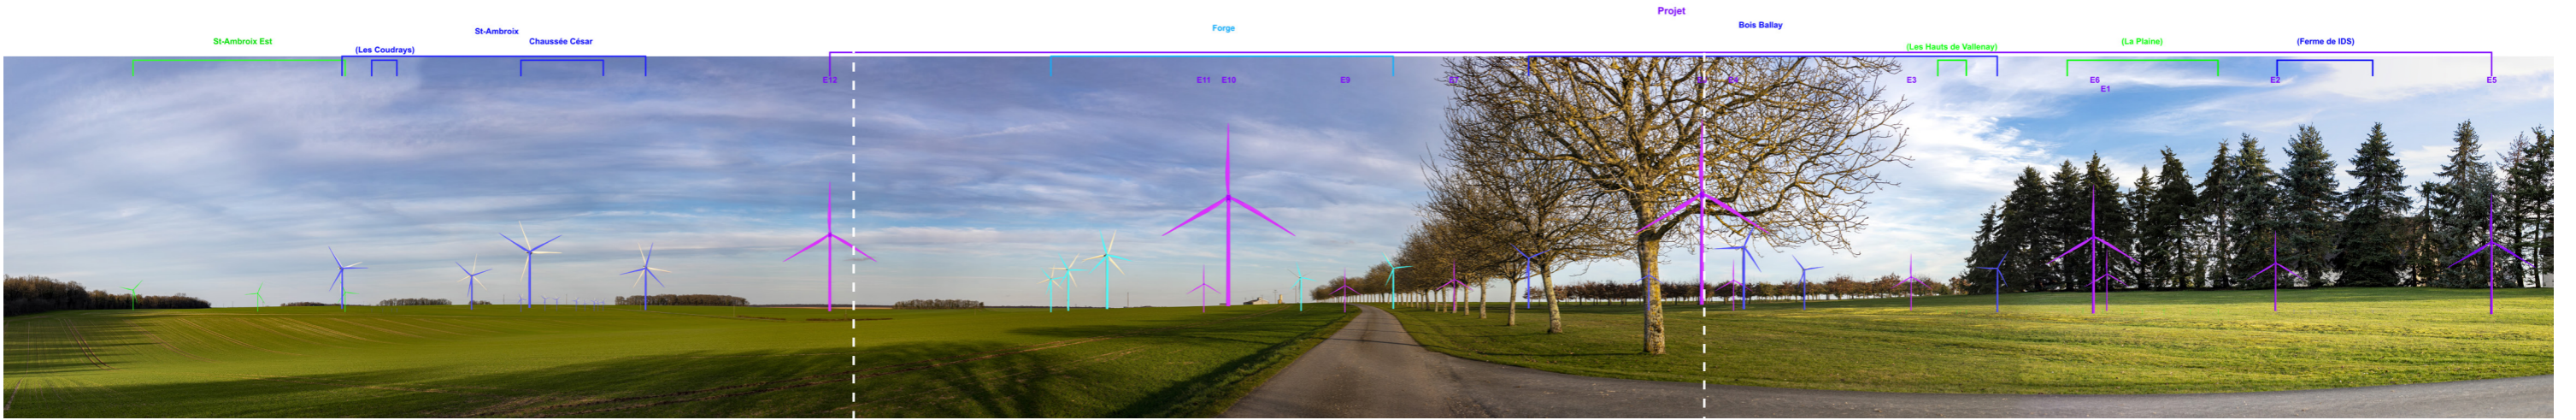 Projet
Bois Ballay
Forge
St-Ambroix
St-Ambroix Est
Chaussée César
(La Plaine)
(Ferme de IDS)
(Les Hauts de Vallenay)
(Les Coudrays)
E12
E11
E10
E9
E7
E3
E6
E2
E5
E1